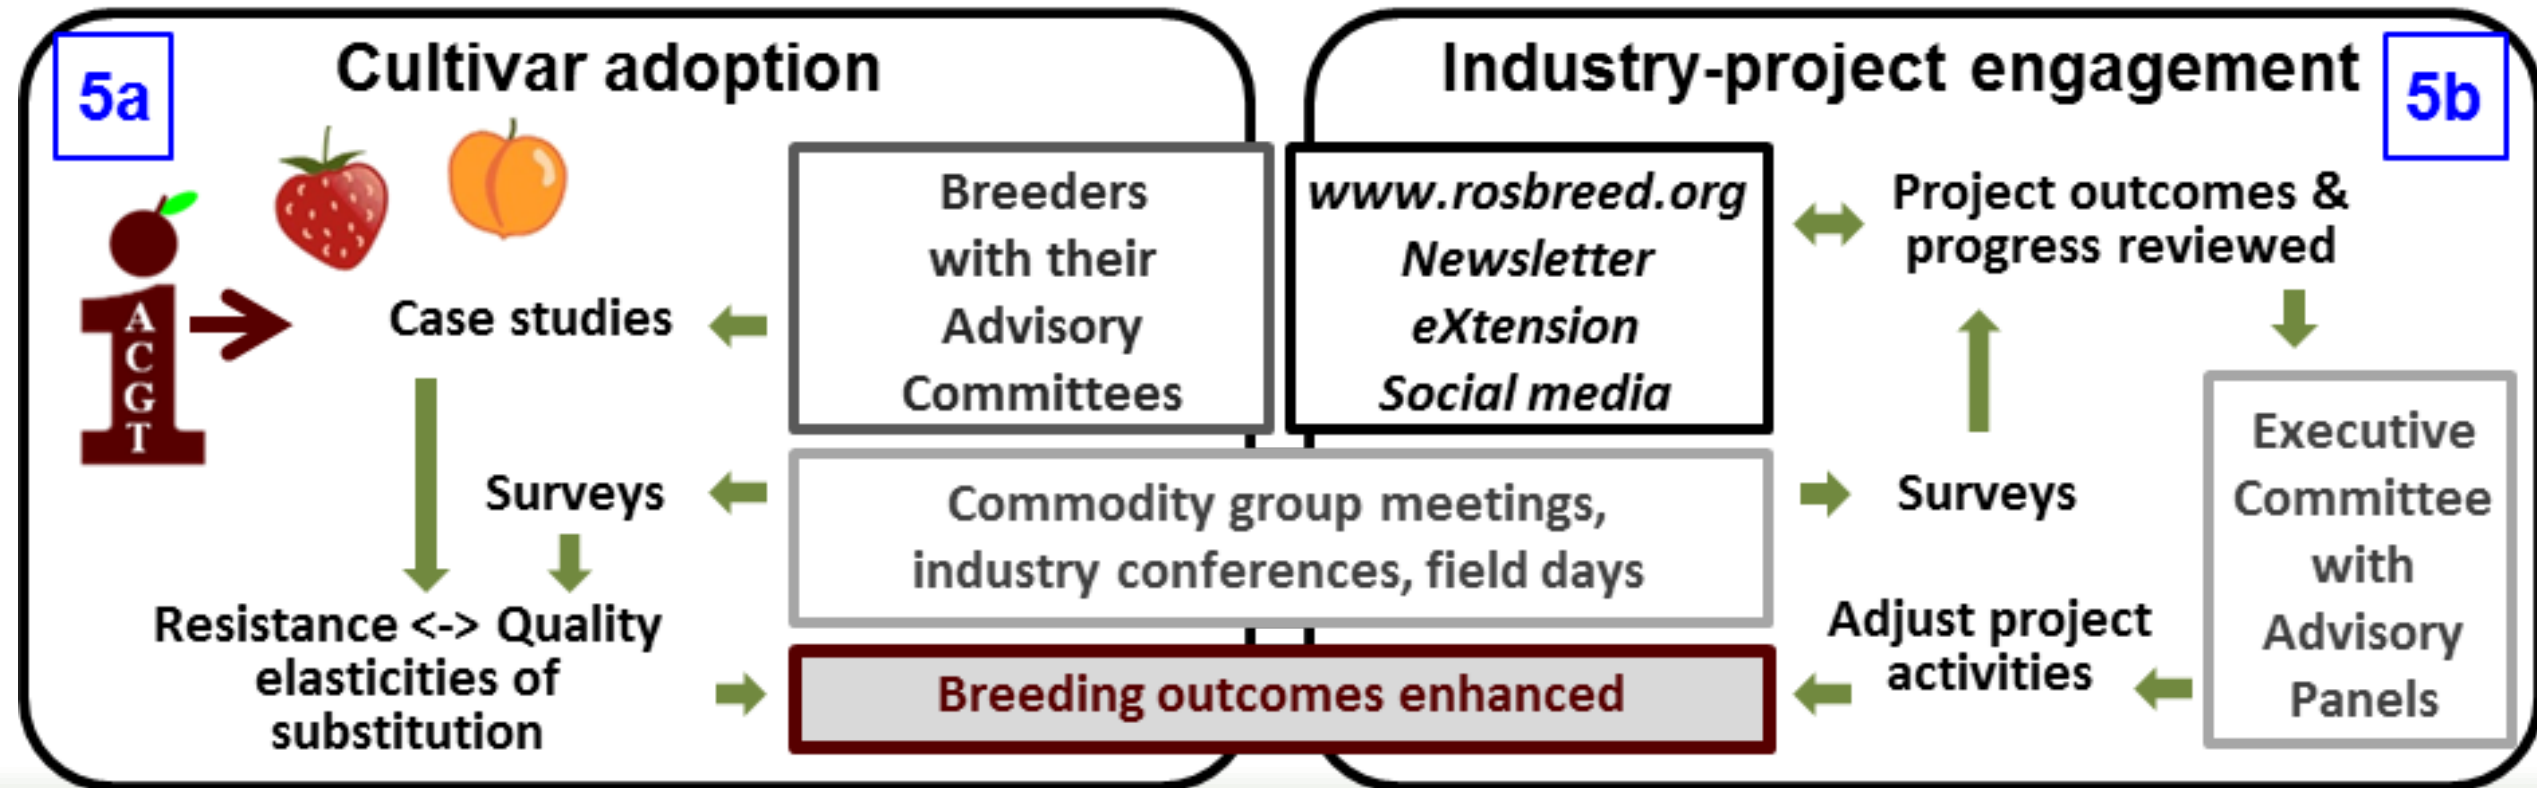 5a
Cultivar adoption
A
C
G
T
Case studies
Surveys
Resistance <-> Quality
elasticities of
substitution
Breeders
with their
Advisory
Committees
Industry-project engagement
5b
www.rosbreed.org
Newsletter
eXtension
Social media
Project outcomes &
progress reviewed
Commodity group meetings,
industry conferences, field days
Surveys
Executive
Committee
with
Advisory
Panels
Adjust project
activities
Breeding outcomes enhanced